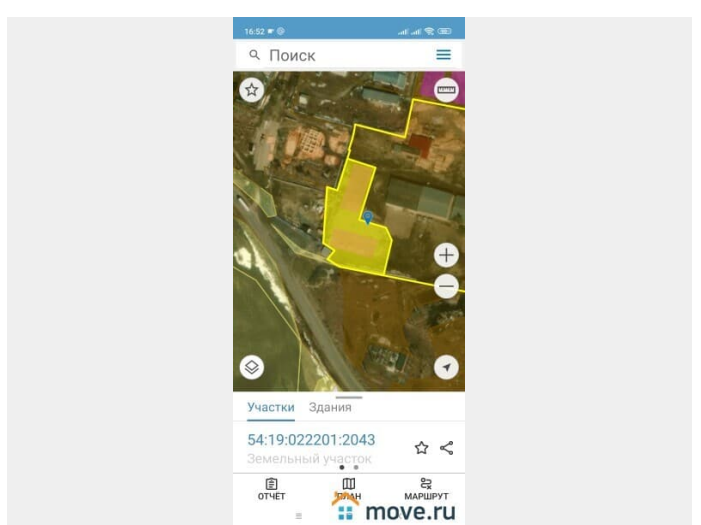 16:52
Поиск
Участки Здания
54:19:022201:2043
Земельный участок
ОТЧЁТ ПЛАН МАРШРУТ
move.ru